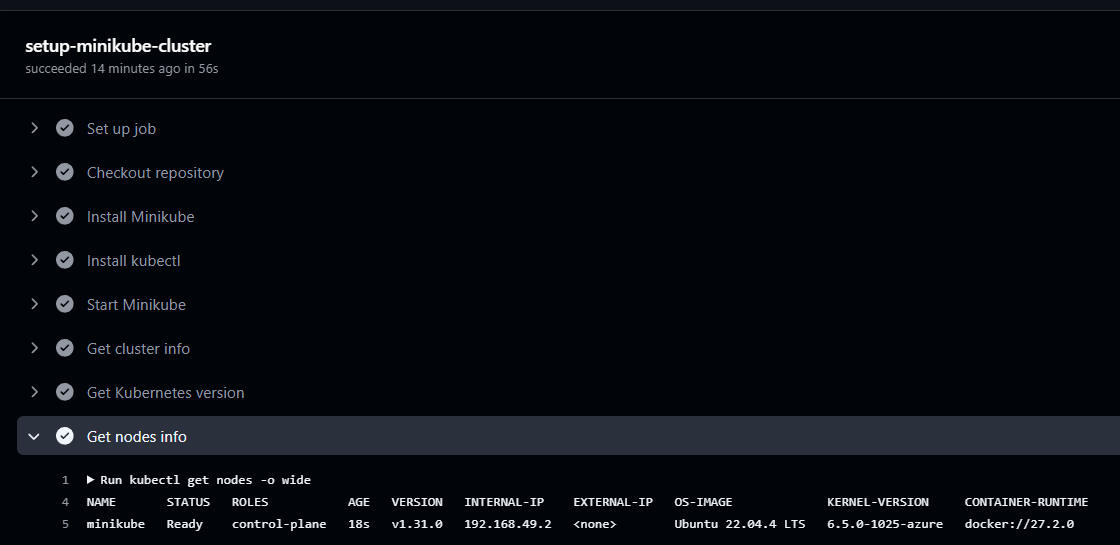 setup-minikube-cluster
succeeded 14 minutes ago in 56s
Set up job
Checkout repository
Install Minikube
Install kubectl
Start Minikube
Get cluster info
Get Kubernetes version
Get nodes info
1 ▶ Run kubectl get nodes -o wide
4 NAME STATUS ROLES AGE VERSION INTERNAL-IP EXTERNAL-IP OS-IMAGE KERNEL-VERSION CONTAINER-RUNTIME
5 minikube Ready control-plane 18s v1.31.0 192.168.49.2 <none> Ubuntu 22.04.4 LTS 6.5.0-1025-azure docker://27.2.0